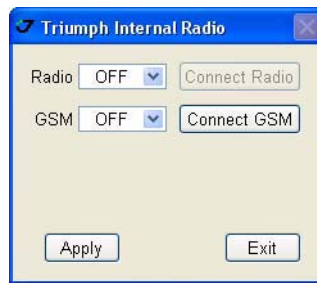 Triumph Internal Radio
Radio OFF Connect Radio
GSM OFF Connect GSM
Apply Exit